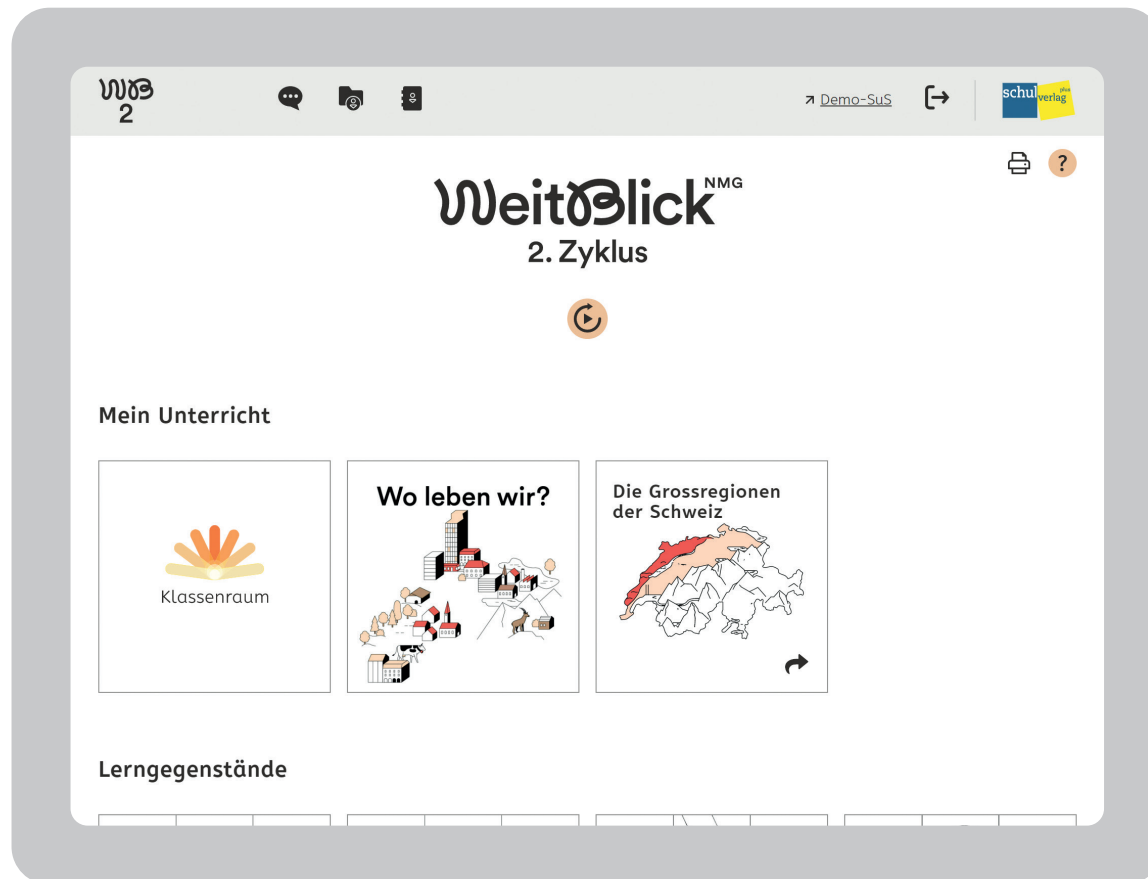 WB
2
Demo-SuS
schul verlag plus
?
WeitBlick NMG
2. Zyklus
Mein Unterricht
Klassenraum
Wo leben wir?
Die Grossregionen
der Schweiz
Lerngegenstände